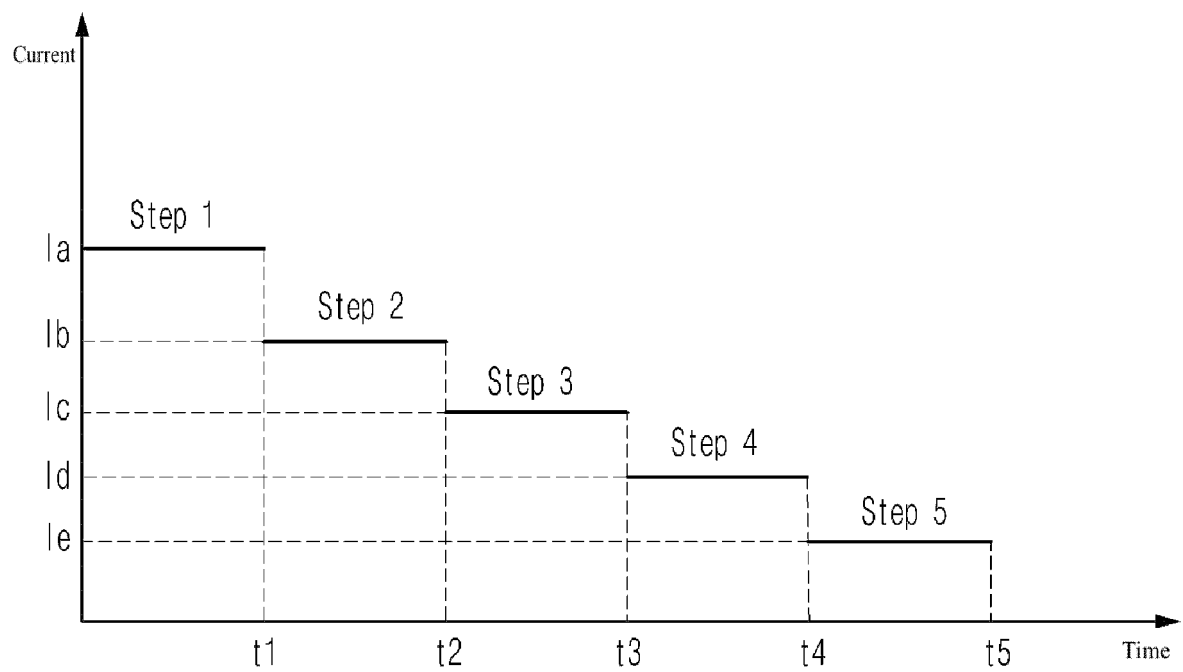 Current
Step 1
Ia
Step 2
Ib
Step 3
Ic
Step 4
Id
Step 5
Ie
t1 t2 t3 t4 t5 Time